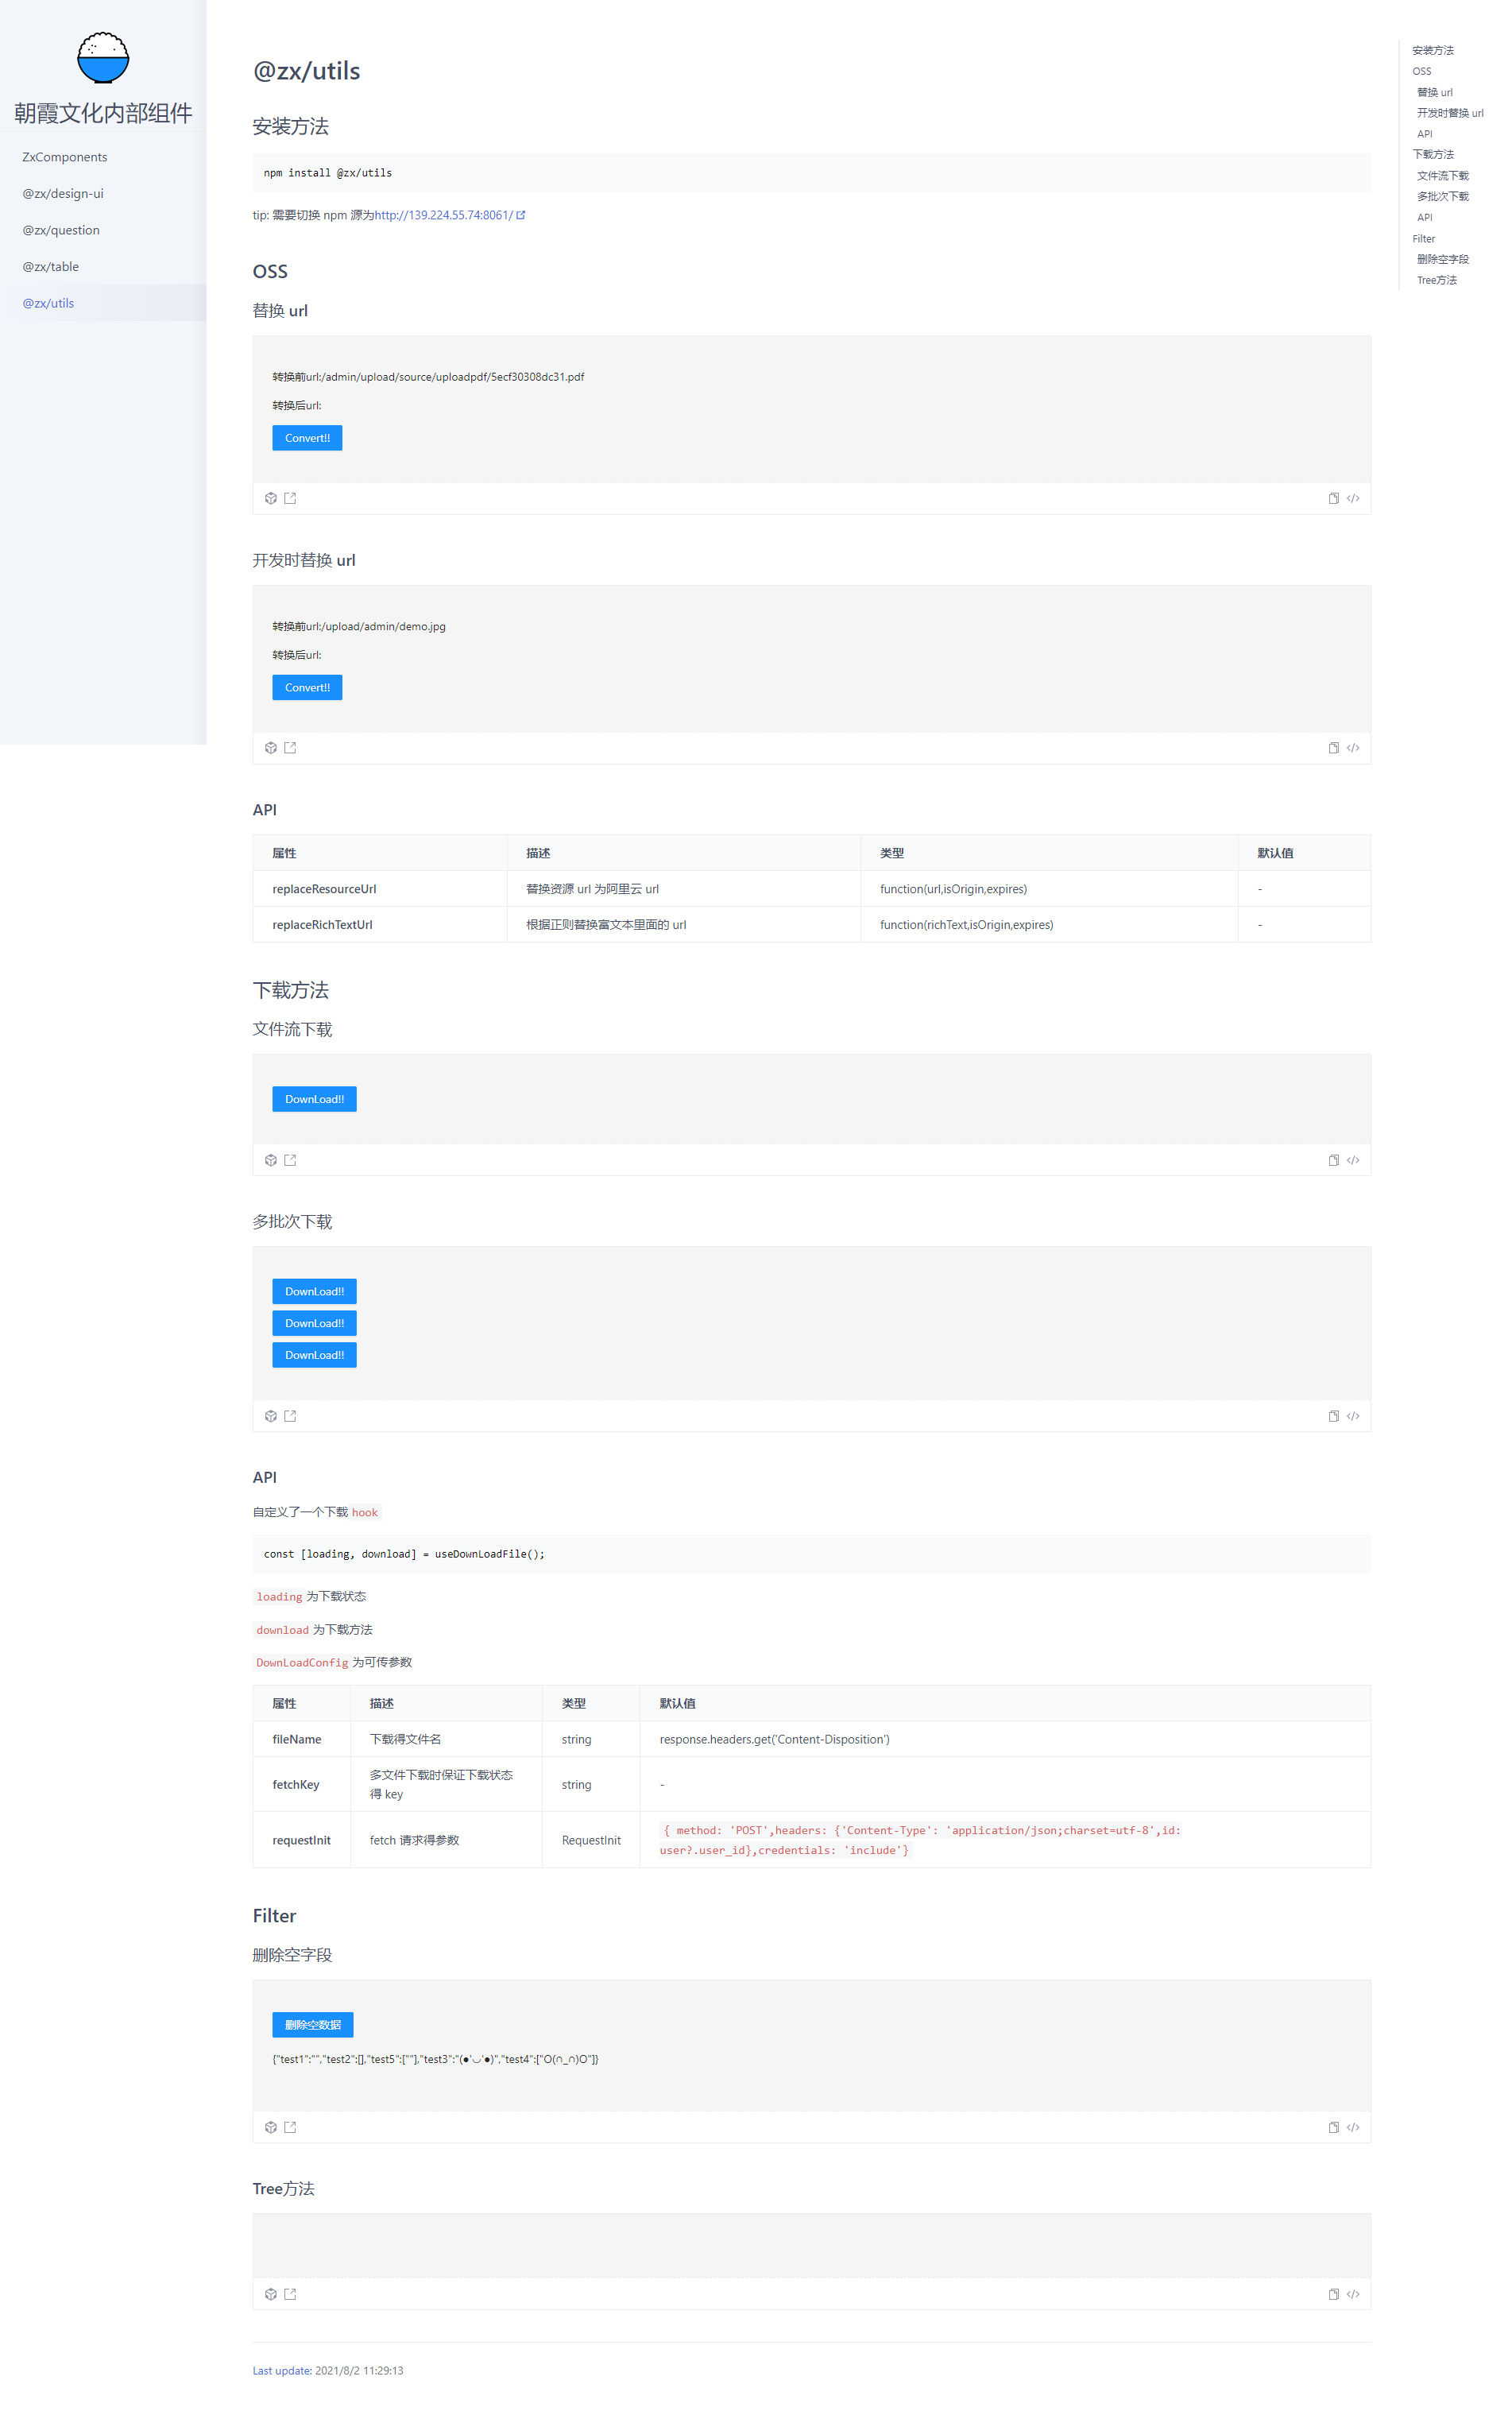 朝霞文化内部组件
ZxComponents
@zx/design-ui
@zx/question
@zx/table
@zx/utils
@zx/utils
安装方法
npm install @zx/utils
tip: 需要切换 npm 源为http://139.224.55.74:8061/
OSS
替换 url
转换前url:/admin/upload/source/uploadpdf/5ecf30308dc31.pdf
转换后url:
Convert!!
开发时替换 url
转换前url:/upload/admin/demo.jpg
转换后url:
Convert!!
API
属性 描述 类型 默认值
replaceResourceUrl 替换资源 url 为阿里云 url function(url,isOrigin,expires) -
replaceRichTextUrl 根据正则替换富文本里面的 url function(richText,isOrigin,expires) -
下载方法
文件流下载
DownLoad!!
多批次下载
DownLoad!!
DownLoad!!
DownLoad!!
API
自定义了一个下载 hook
const [loading, download] = useDownLoadFile();
loading 为下载状态
download 为下载方法
DownLoadConfig 为可传参数
属性 描述 类型 默认值
fileName 下载得文件名 string response.headers.get('Content-Disposition')
fetchKey 多文件下载时保证下载状态 string -
得 key
requestInit fetch 请求得参数 RequestInit { method: 'POST',headers: {'Content-Type': 'application/json;charset=utf-8',id:
user?.user_id},credentials: 'include'}
Filter
删除空字段
删除空数据
{"test1":"","test2":[],"test5":[""],"test3":"(●'◡'●)","test4":["O(∩_∩)O"]}
Tree方法
Last update: 2021/8/2 11:29:13
安装方法
OSS
替换 url
开发时替换 url
API
下载方法
文件流下载
多批次下载
API
Filter
删除空字段
Tree方法